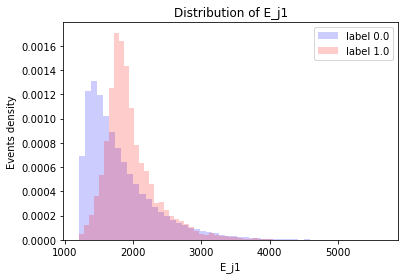 Distribution of E_j1
label 0.0
label 1.0
Events density
0.0016
0.0014
0.0012
0.0010
0.0008
0.0006
0.0004
0.0002
0.0000
1000 2000 3000 4000 5000
E_j1